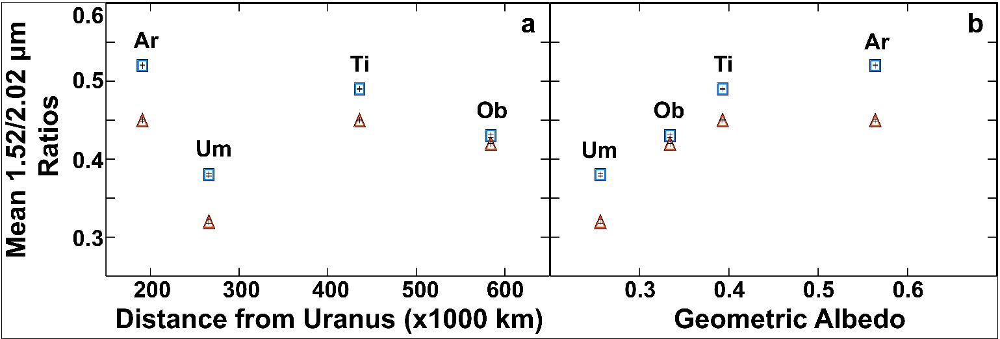 Mean 1.52/2.02 μm
Ratios
0.6
0.5
0.4
0.3
a
Ar
Um
Ti
Ob
200 300 400 500 600
Distance from Uranus (x1000 km)
b
Um
Ob
Ti
Ar
0.3 0.4 0.5 0.6
Geometric Albedo